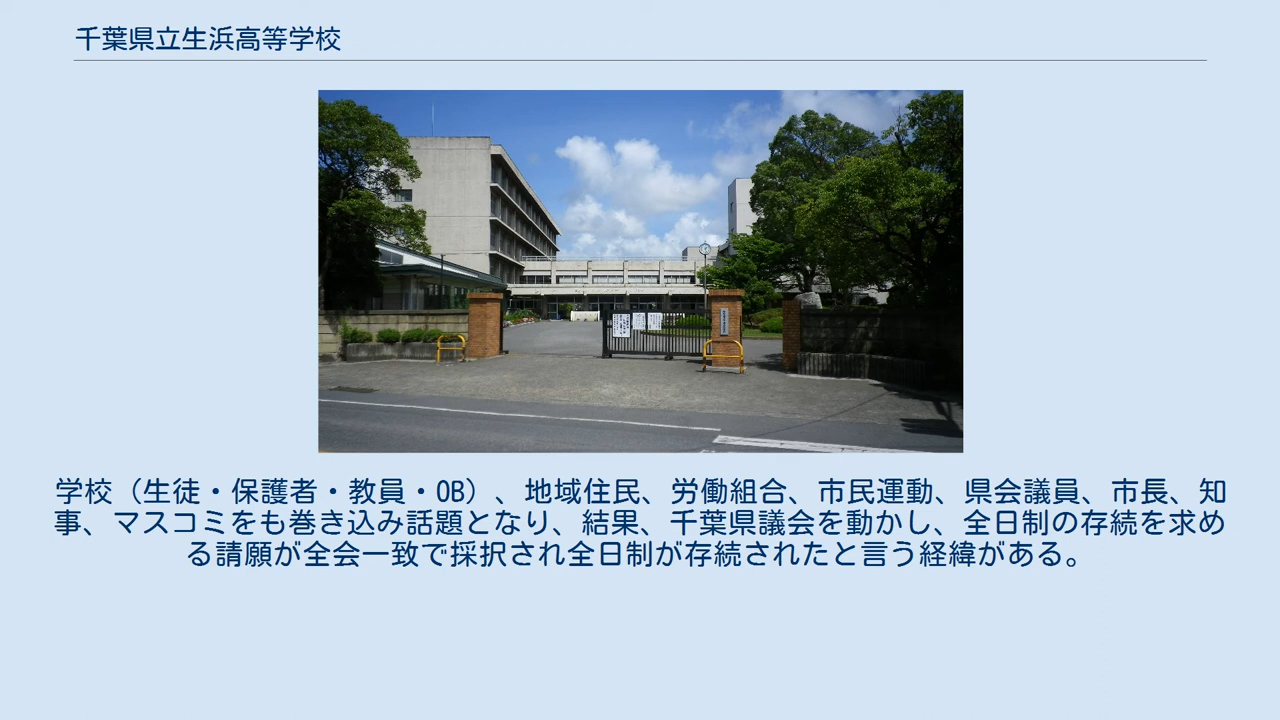 千葉県立生浜高等学校
学校（生徒・保護者・教員・OB）、地域住民、労働組合、市民運動、県会議員、市長、知
事、マスコミをも巻き込み話題となり、結果、千葉県議会を動かし、全日制の存続を求め
る請願が全会一致で採択され全日制が存続されたと言う経緯がある。